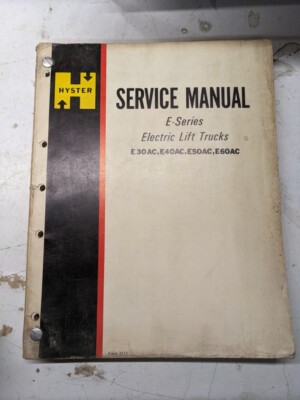 HYSTER
SERVICE MANUAL
E-Series
Electric Lift Trucks
E30AC, E40AC, E50AC, E60AC